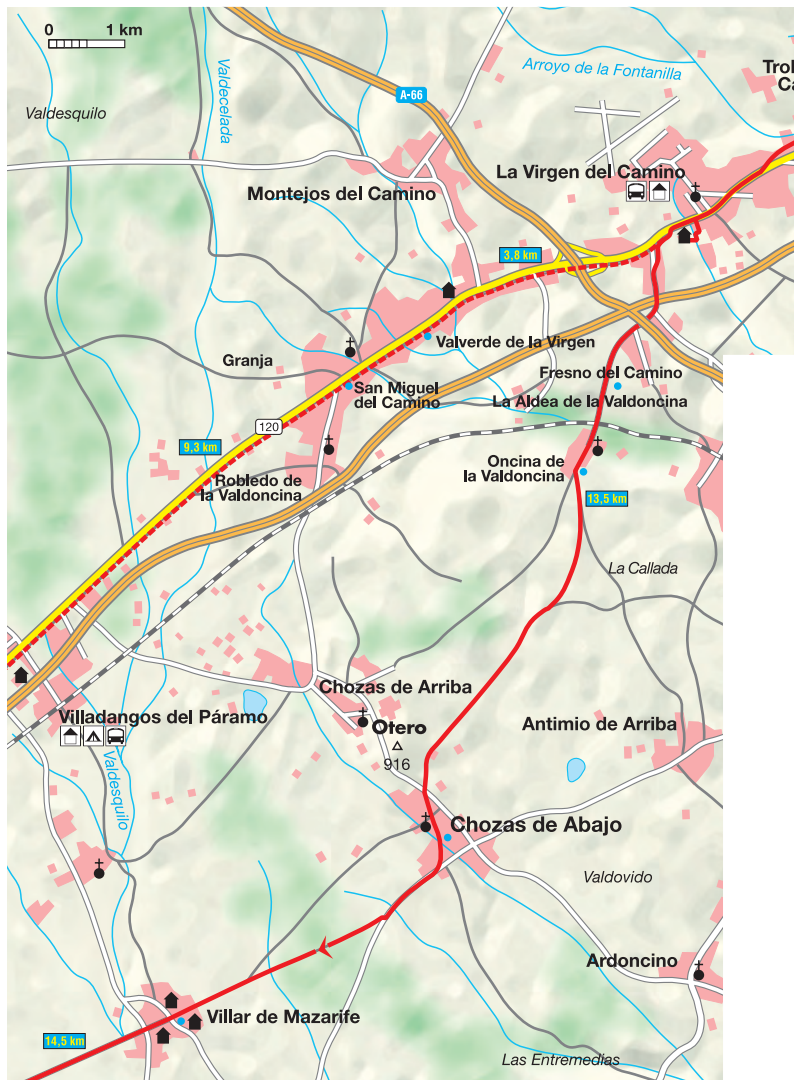 0 1 km
Valdesquilo
Valdecelada
A-66
Arroyo de la Fontanilla
Montejos del Camino
La Virgen del Camino
3,8 km
Valverde de la Virgen
Granja
San Miguel
del Camino
Fresno del Camino
La Aldea de la Valdoncina
120
9,3 km
Robledo de
la Valdoncina
Oncina de
la Valdoncina
13,5 km
La Callada
Chozas de Arriba
Villadangos del Páramo
Otero
916
Antimio de Arriba
Valdesquilo
Chozas de Abajo
Valdovido
Ardoncino
Villar de Mazarife
14,5 km
Las Entremedias